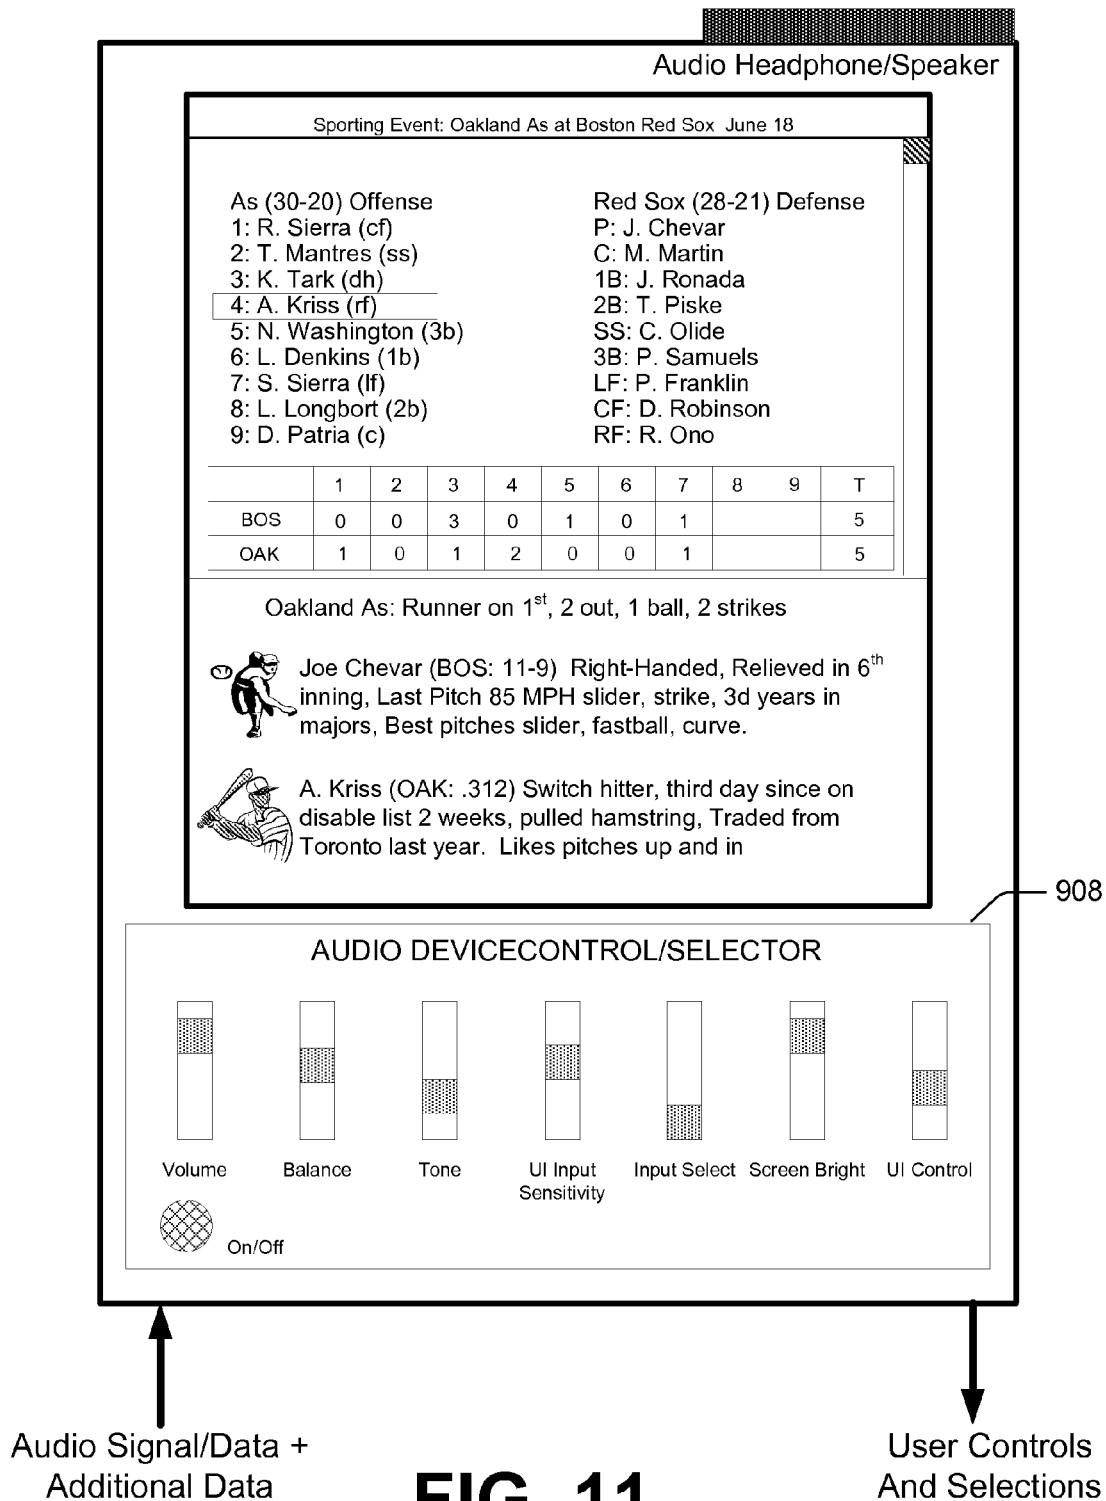 Audio Headphone/Speaker
Sporting Event: Oakland As at Boston Red Sox June 18
As (30-20) Offense
1: R. Sierra (cf)
2: T. Mantres (ss)
3: K. Tark (dh)
4: A. Kriss (rf)
5: N. Washington (3b)
6: L. Denkins (1b)
7: S. Sierra (lf)
8: L. Longbort (2b)
9: D. Patria (c)
Red Sox (28-21) Defense
P: J. Chevar
C: M. Martin
1B: J. Ronada
2B: T. Piske
SS: C. Olide
3B: P. Samuels
LF: P. Franklin
CF: D. Robinson
RF: R. Ono
1 2 3 4 5 6 7 8 9 T
BOS 0 0 3 0 1 0 1 5
OAK 1 0 1 2 0 0 1 5
Oakland As: Runner on 1st, 2 out, 1 ball, 2 strikes
Joe Chevar (BOS: 11-9) Right-Handed, Relieved in 6th
inning, Last Pitch 85 MPH slider, strike, 3d years in
majors, Best pitches slider, fastball, curve.
A. Kriss (OAK: .312) Switch hitter, third day since on
disable list 2 weeks, pulled hamstring, Traded from
Toronto last year. Likes pitches up and in
908
AUDIO DEVICECONTROL/SELECTOR
Volume
Balance
Tone
UI Input
Sensitivity
Input Select
Screen Bright
UI Control
On/Off
Audio Signal/Data +
Additional Data
User Controls
And Selections
FIG. 11